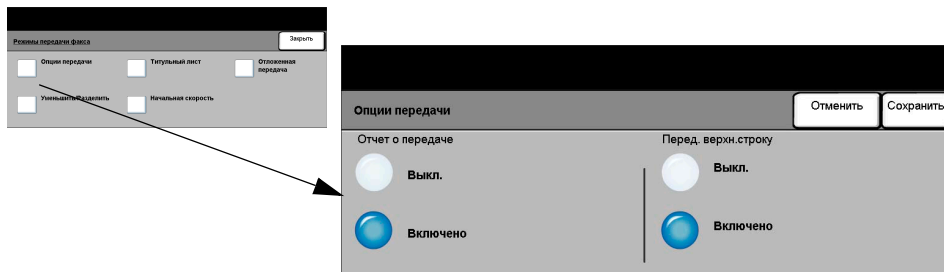 Режимы передачи факса
Закрыть
Опции передачи
Титульный лист
Отложенная
передача
Уменьшить/Разделить
Начальная скорость
Опции передачи
Отменить
Сохранить
Отчет о передаче
Перед. верхн.строку
Выкл.
Выкл.
Включено
Включено